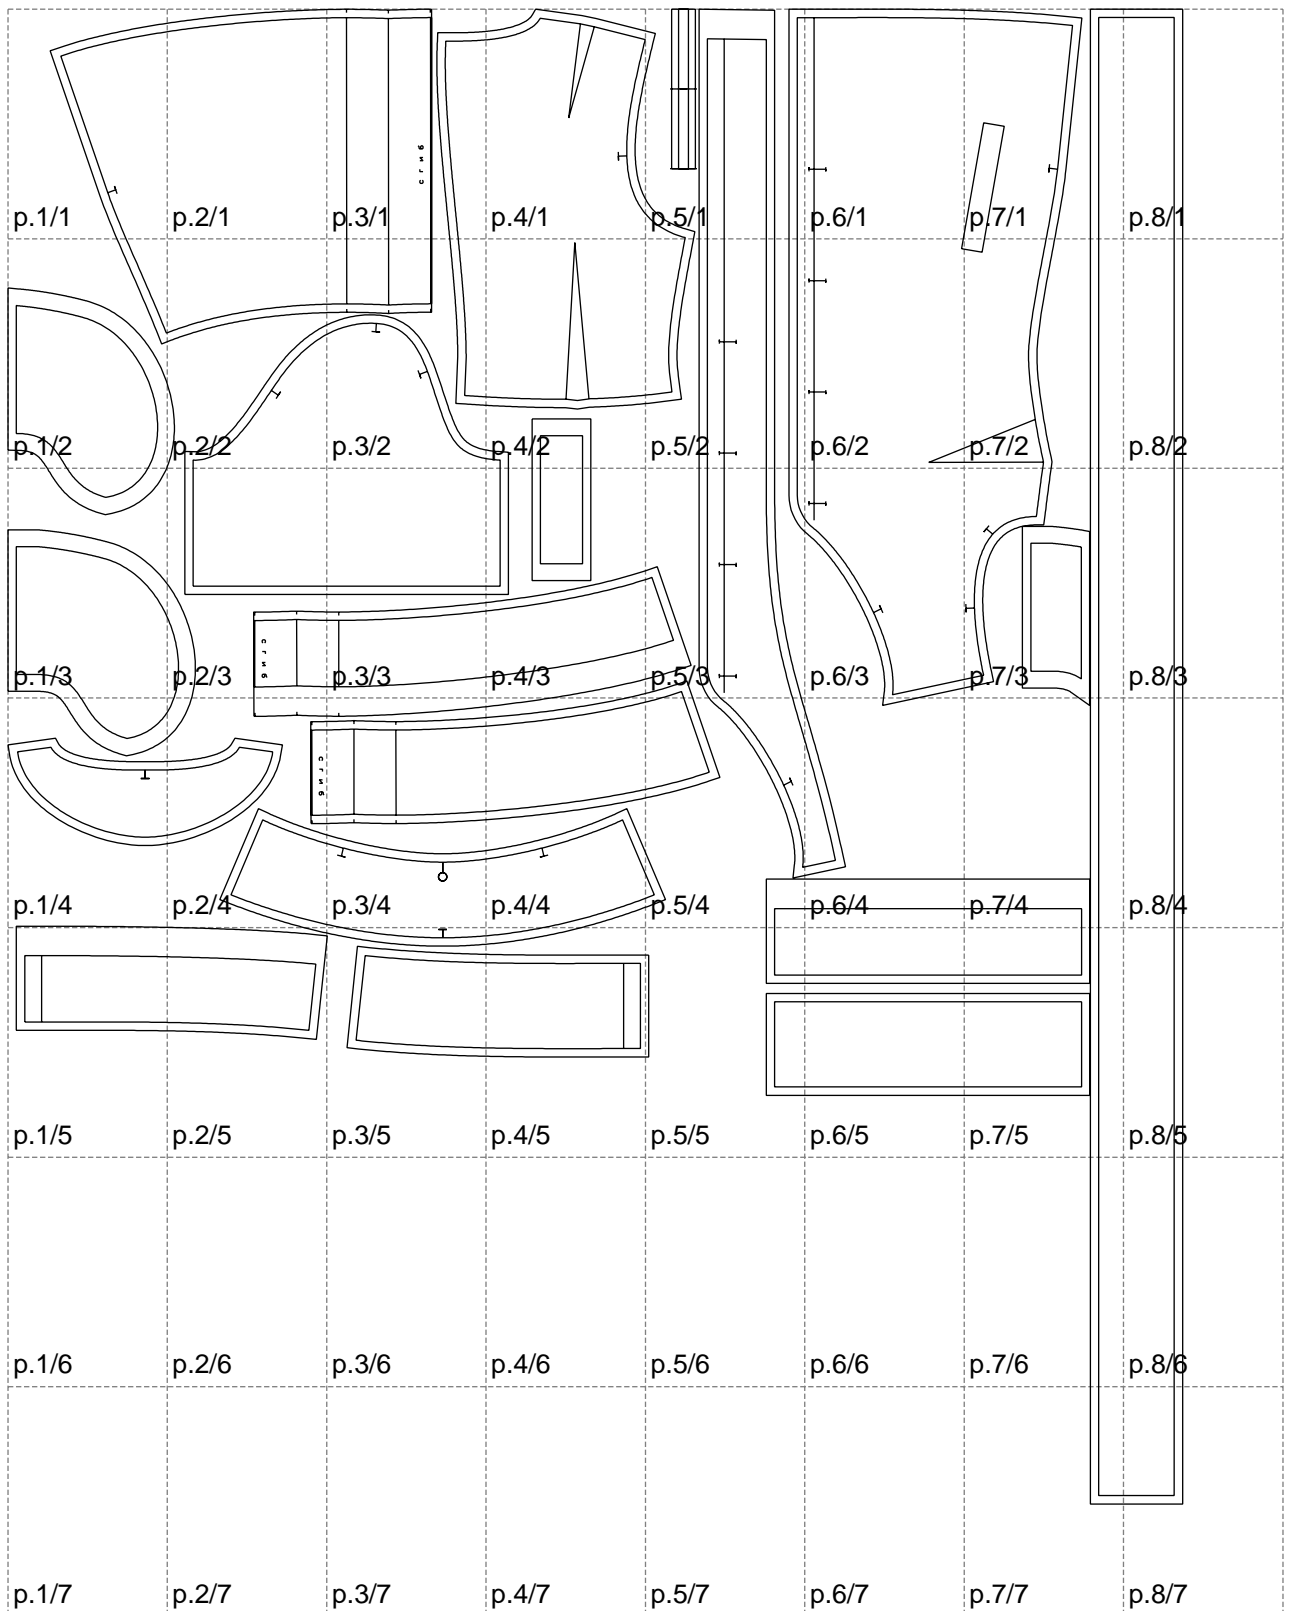 сгиб
p.1/1 p.2/1 p.3/1 p.4/1 p.5/1 p.6/1 p.7/1 p.8/1
p.1/2 p.2/2 p.3/2 p.4/2 p.5/2 p.6/2 p.7/2 p.8/2
сгиб
p.1/3 p.2/3 p.3/3 p.4/3 p.5/3 p.6/3 p.7/3 p.8/3
сгиб
p.1/4 p.2/4 p.3/4 p.4/4 p.5/4 p.6/4 p.7/4 p.8/4
p.1/5 p.2/5 p.3/5 p.4/5 p.5/5 p.6/5 p.7/5 p.8/5
p.1/6 p.2/6 p.3/6 p.4/6 p.5/6 p.6/6 p.7/6 p.8/6
p.1/7 p.2/7 p.3/7 p.4/7 p.5/7 p.6/7 p.7/7 p.8/7